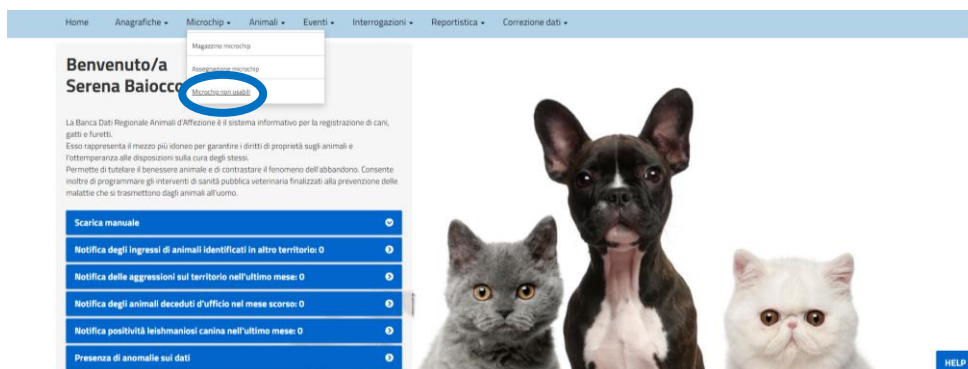 Home Anagrafiche Microchip Animali Eventi Interrogazioni Reportistica Correzione dati
Magazzino microchip
Assegnazione microchip
Microchip non usabili
Benvenuto/a
Serena Baiocco
La Banca Dati Regionale Animali d'Affezione è il sistema informativo per la registrazione di cani,
gatti e furetti.
Esso rappresenta il mezzo più idoneo per garantire i diritti di proprietà sugli animali e
l'ottemperanza alle disposizioni sulla cura degli stessi.
Permette di tutelare il benessere animale e di contrastare il fenomeno dell'abbandono. Consente
inoltre di programmare gli interventi di sanità pubblica veterinaria finalizzati alla prevenzione delle
malattie che si trasmettono dagli animali all'uomo.
Scarica manuale
Notifica degli ingressi di animali identificati in altro territorio: 0
Notifica delle aggressioni sul territorio nell'ultimo mese: 0
Notifica degli animali deceduti d'ufficio nel mese scorso: 0
Notifica positività leishmaniosi canina nell'ultimo mese: 0
Presenza di anomalie sui dati
HELP